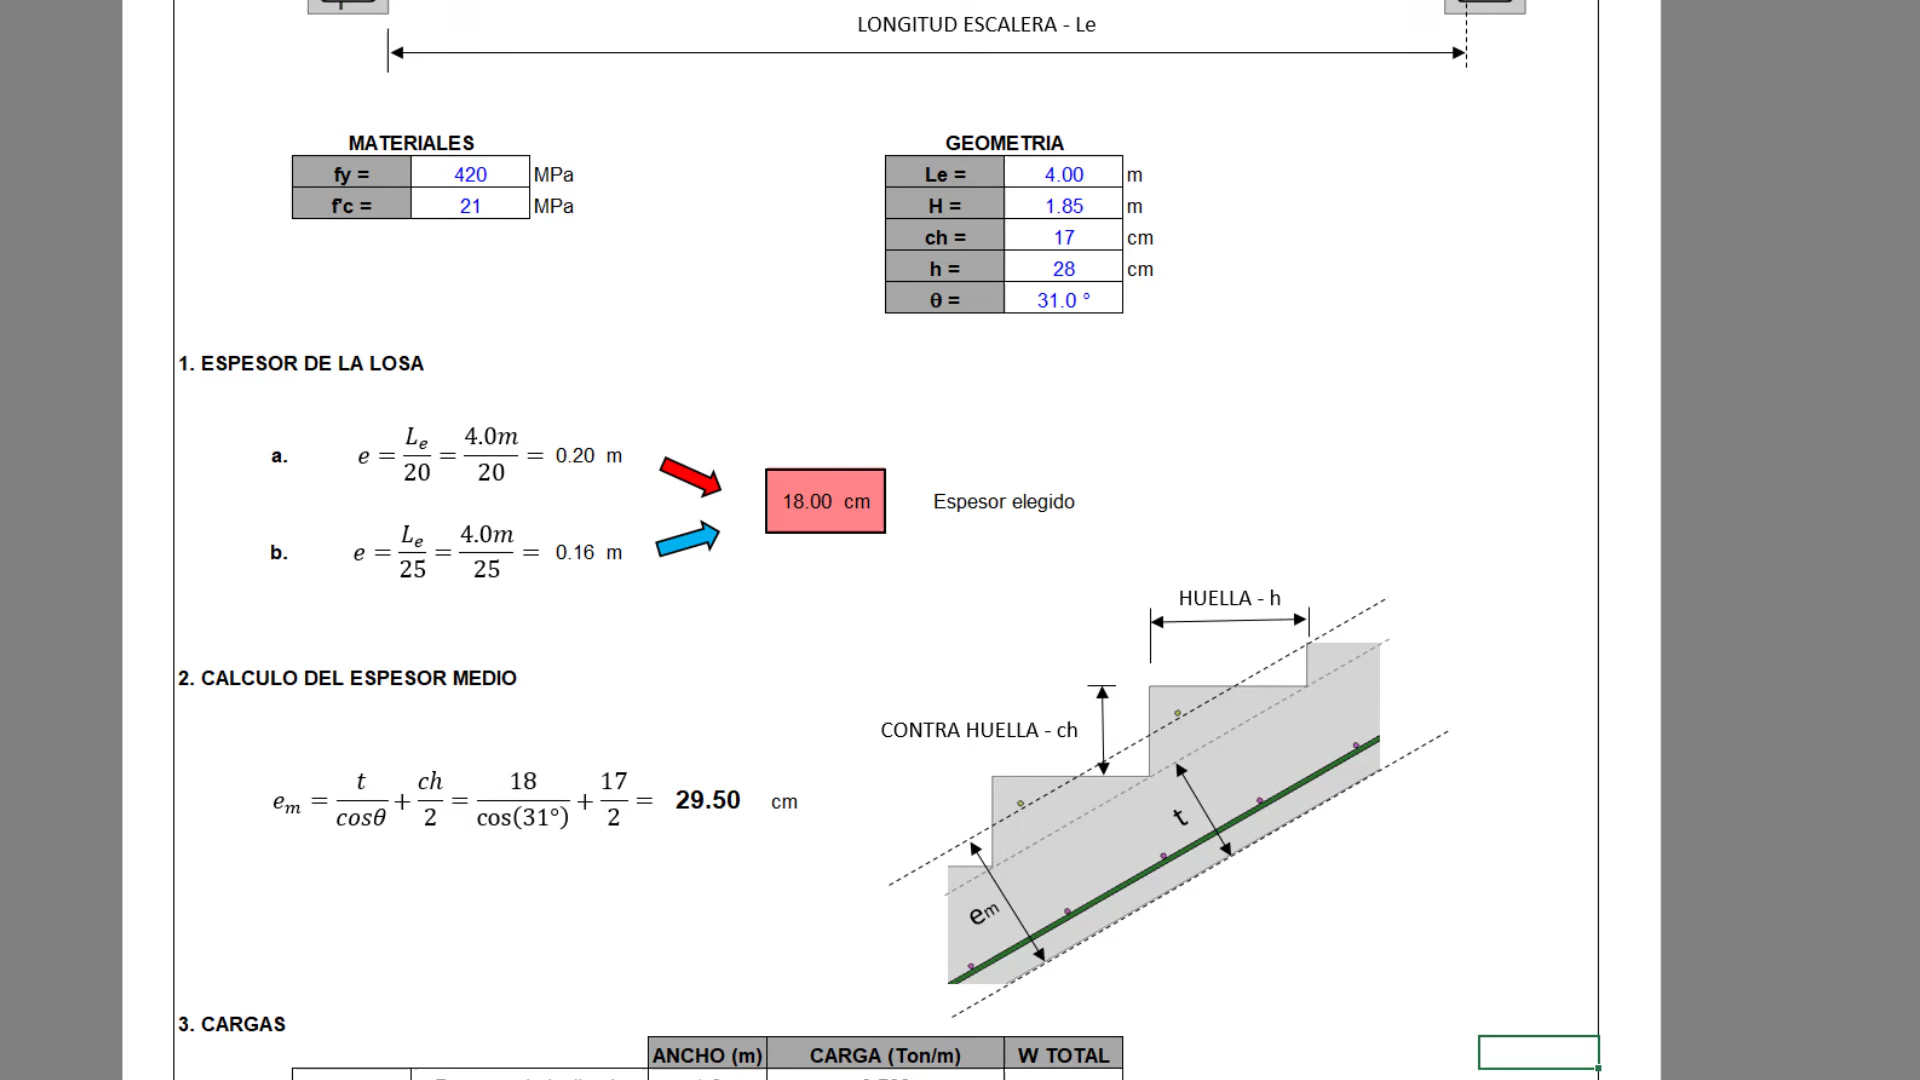 LONGITUD ESCALERA - Le
MATERIALES
fy = 420 MPa
f'c = 21 MPa
GEOMETRIA
Le = 4.00 m
H = 1.85 m
ch = 17 cm
h = 28 cm
θ = 31.0 °
1. ESPESOR DE LA LOSA
a. e = Le/20 = 4.0m/20 = 0.20 m
18.00 cm Espesor elegido
b. e = Le/25 = 4.0m/25 = 0.16 m
HUELLA - h
2. CALCULO DEL ESPESOR MEDIO
CONTRA HUELLA - ch
em = t/cosθ + ch/2 = 18/cos(31°) + 17/2 = 29.50 cm
t
em
3. CARGAS
ANCHO (m) CARGA (Ton/m) W TOTAL